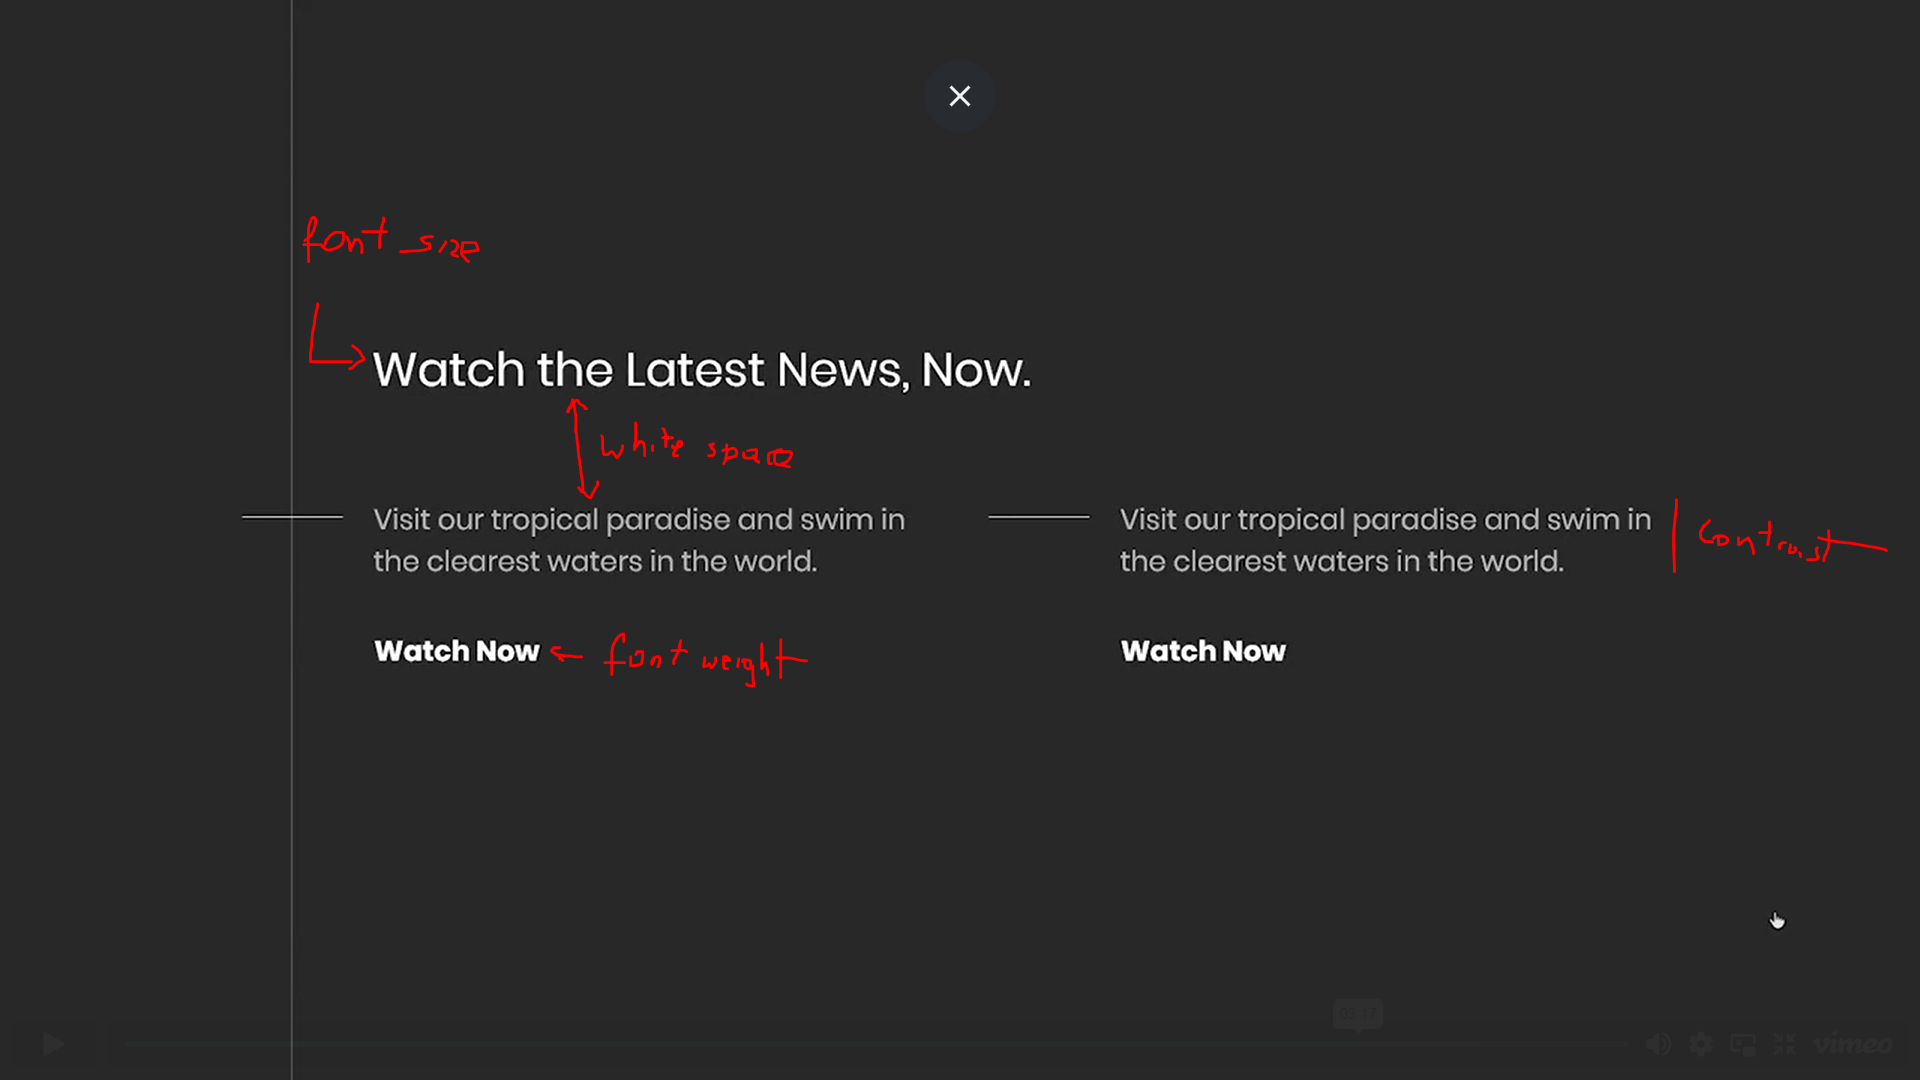 font size
Watch the Latest News, Now.
white space
Visit our tropical paradise and swim in
the clearest waters in the world.
Visit our tropical paradise and swim in
the clearest waters in the world.
Contrast
Watch Now
font weight
Watch Now
vimeo